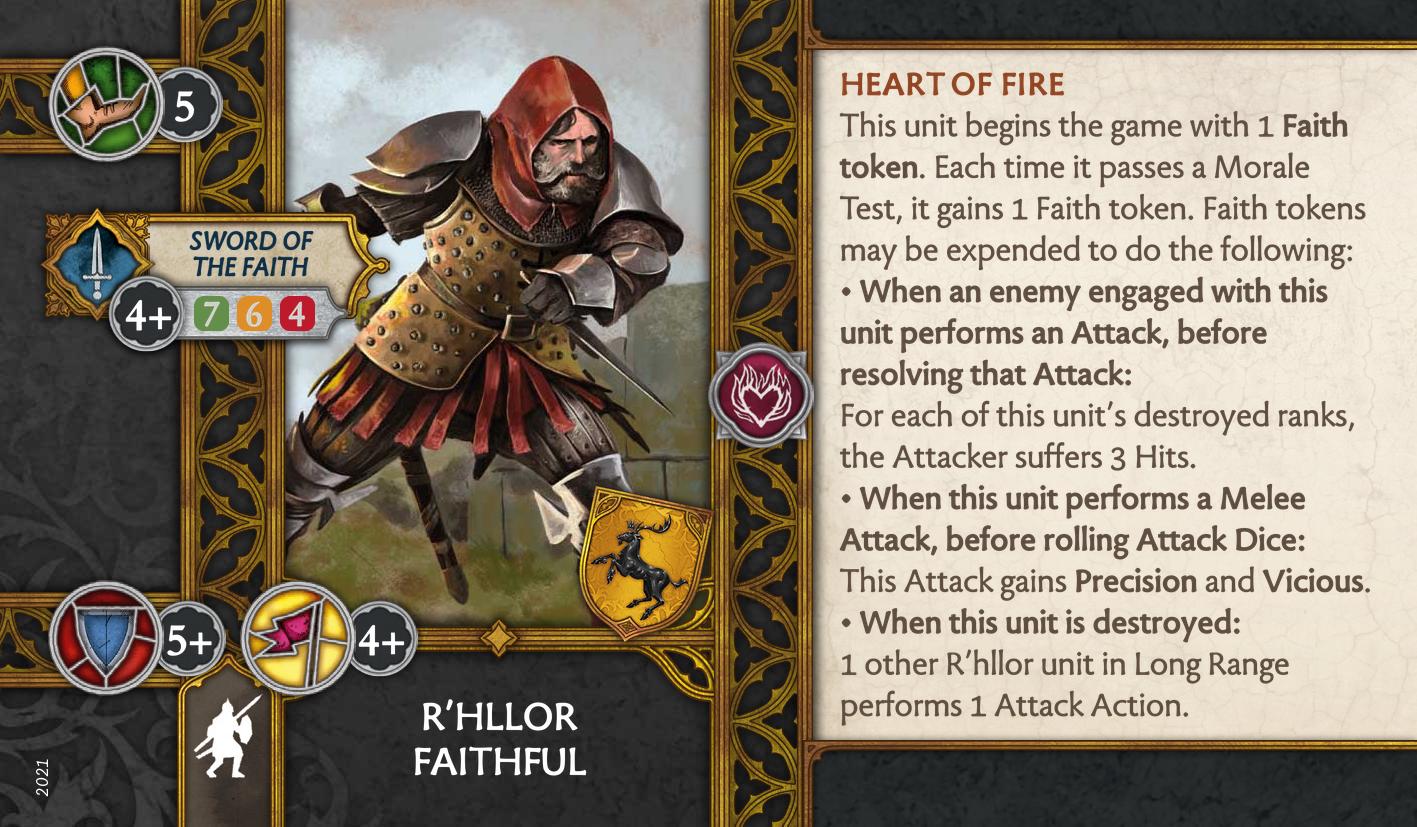 5
SWORD OF
THE FAITH
4+ 7 6 4
5+ 4+
R'HLLOR
FAITHFUL
2021
HEART OF FIRE
This unit begins the game with 1 Faith
token. Each time it passes a Morale
Test, it gains 1 Faith token. Faith tokens
may be expended to do the following:
• When an enemy engaged with this
unit performs an Attack, before
resolving that Attack:
For each of this unit's destroyed ranks,
the Attacker suffers 3 Hits.
• When this unit performs a Melee
Attack, before rolling Attack Dice:
This Attack gains Precision and Vicious.
• When this unit is destroyed:
1 other R'hllor unit in Long Range
performs 1 Attack Action.